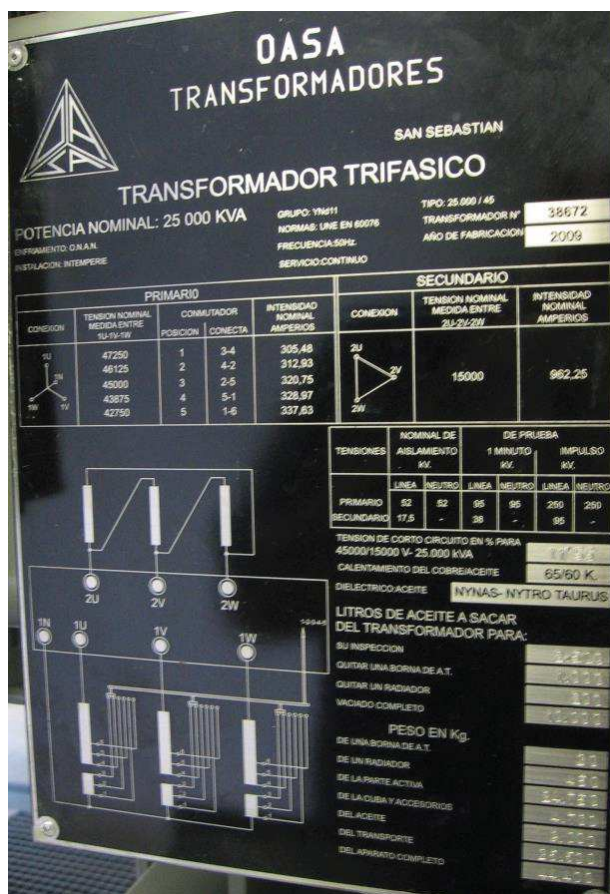 OASA
TRANSFORMADORES
OASA
SAN SEBASTIAN
TRANSFORMADOR TRIFASICO
POTENCIA NOMINAL: 25 000 KVA
ENFRIAMIENTO: O.N.A.N.
INSTALACION: INTEMPERIE
GRUPO: YNd11
NORMAS: UNE EN 60076
FRECUENCIA: 50Hz.
SERVICIO: CONTINUO
TIPO: 25.000 / 45
TRANSFORMADOR Nº 38672
AÑO DE FABRICACION 2009
PRIMARIO
CONEXION
TENSION NOMINAL MEDIDA ENTRE 1U-1V-1W
CONMUTADOR
POSICION CONECTA
INTENSIDAD NOMINAL AMPERIOS
1U
1N
1W 1V
47250 1 3-4 305,48
46125 2 4-2 312,93
45000 3 2-5 320,75
43875 4 5-1 328,97
42750 5 1-6 337,63
SECUNDARIO
CONEXION
TENSION NOMINAL MEDIDA ENTRE 2U-2V-2W
INTENSIDAD NOMINAL AMPERIOS
2U
2V
2W
15000 962,25
TENSIONES
NOMINAL DE AISLAMIENTO KV.
DE PRUEBA
1 MINUTO KV.
IMPULSO KV.
LINEA NEUTRO LINEA NEUTRO LINEA NEUTRO
PRIMARIO 52 52 95 95 250 250
SECUNDARIO 17,5 - 38 - 95 -
TENSION DE CORTO CIRCUITO EN % PARA
45000/15000 V- 25.000 kVA
CALENTAMIENTO DEL COBRE/ACEITE 65/60 K.
DIELECTRICO: ACEITE NYNAS- NYTRO TAURUS
LITROS DE ACEITE A SACAR
DEL TRANSFORMADOR PARA:
SU INSPECCION
QUITAR UNA BORNA DE A.T.
QUITAR UN RADIADOR
VACIADO COMPLETO
PESO EN Kg.
DE UNA BORNA DE A.T.
DE UN RADIADOR
DE LA PARTE ACTIVA
DE LA CUBA Y ACCESORIOS
DEL ACEITE
DEL TRANSPORTE
DEL APARATO COMPLETO
2U 2V 2W
1N 1U 1V 1W